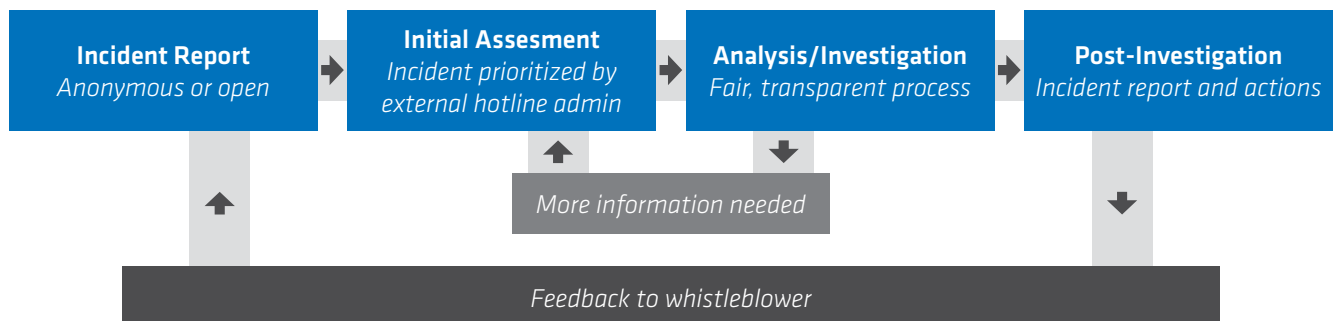 Incident Report
Anonymous or open
Initial Assesment
Incident prioritized by
external hotline admin
Analysis/Investigation
Fair, transparent process
Post-Investigation
Incident report and actions
More information needed
Feedback to whistleblower